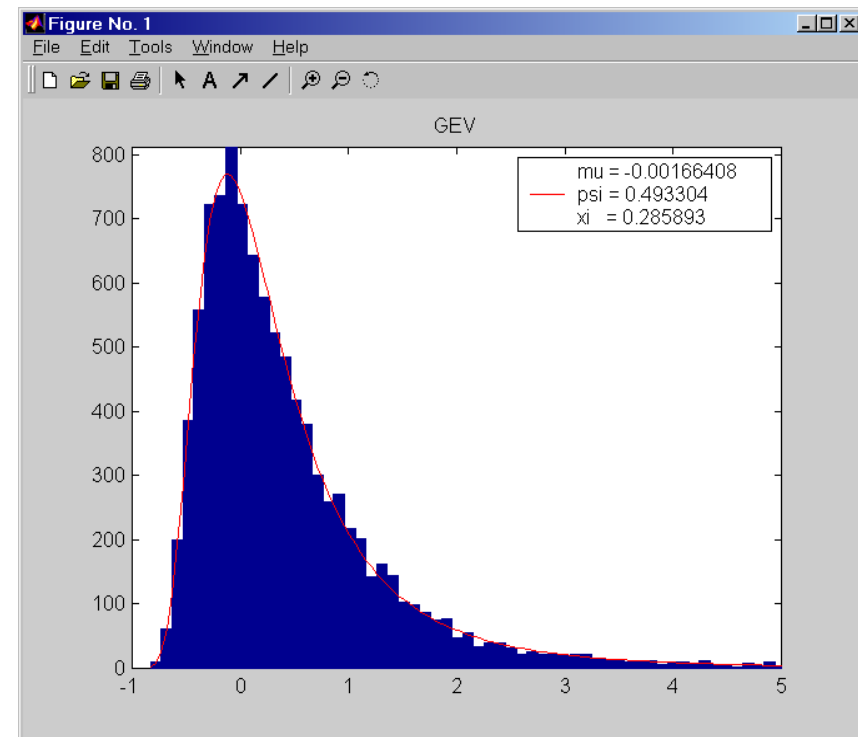 Figure No. 1
File Edit Tools Window Help
A
GEV
mu = -0.00166408
psi = 0.493304
xi = 0.285893
800
700
600
500
400
300
200
100
0
-1 0 1 2 3 4 5